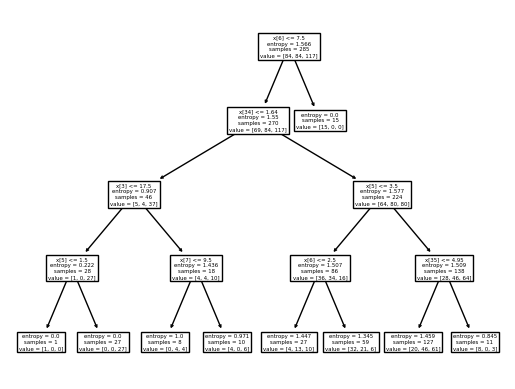 x[6] <= 7.5
entropy = 1.566
samples = 285
value = [84, 84, 117]
x[34] <= 1.64
entropy = 1.55
samples = 270
value = [69, 84, 117]
entropy = 0.0
samples = 15
value = [15, 0, 0]
x[3] <= 17.5
entropy = 0.907
samples = 46
value = [5, 4, 37]
x[5] <= 3.5
entropy = 1.577
samples = 224
value = [64, 80, 80]
x[5] <= 1.5
entropy = 0.222
samples = 28
value = [1, 0, 27]
x[7] <= 9.5
entropy = 1.436
samples = 18
value = [4, 4, 10]
x[6] <= 2.5
entropy = 1.507
samples = 86
value = [36, 34, 16]
x[35] <= 4.95
entropy = 1.509
samples = 138
value = [28, 46, 64]
entropy = 0.0
samples = 1
value = [1, 0, 0]
entropy = 0.0
samples = 27
value = [0, 0, 27]
entropy = 1.0
samples = 8
value = [0, 4, 4]
entropy = 0.971
samples = 10
value = [4, 0, 6]
entropy = 1.447
samples = 27
value = [4, 13, 10]
entropy = 1.345
samples = 59
value = [32, 21, 6]
entropy = 1.459
samples = 127
value = [20, 46, 61]
entropy = 0.845
samples = 11
value = [8, 0, 3]